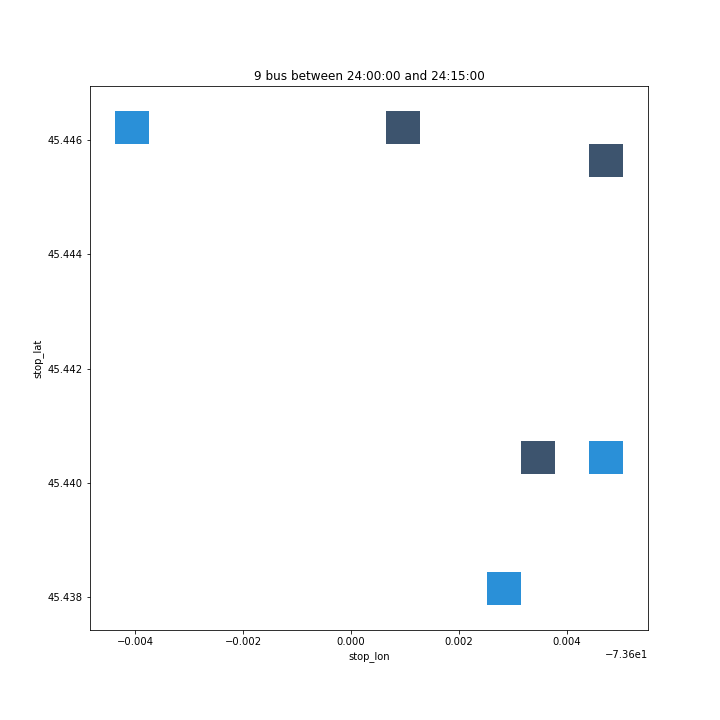 9 bus between 24:00:00 and 24:15:00
45.446
45.444
45.442
45.440
45.438
stop_lat
−0.004 −0.002 0.000 0.002 0.004
stop_lon
−7.36e1